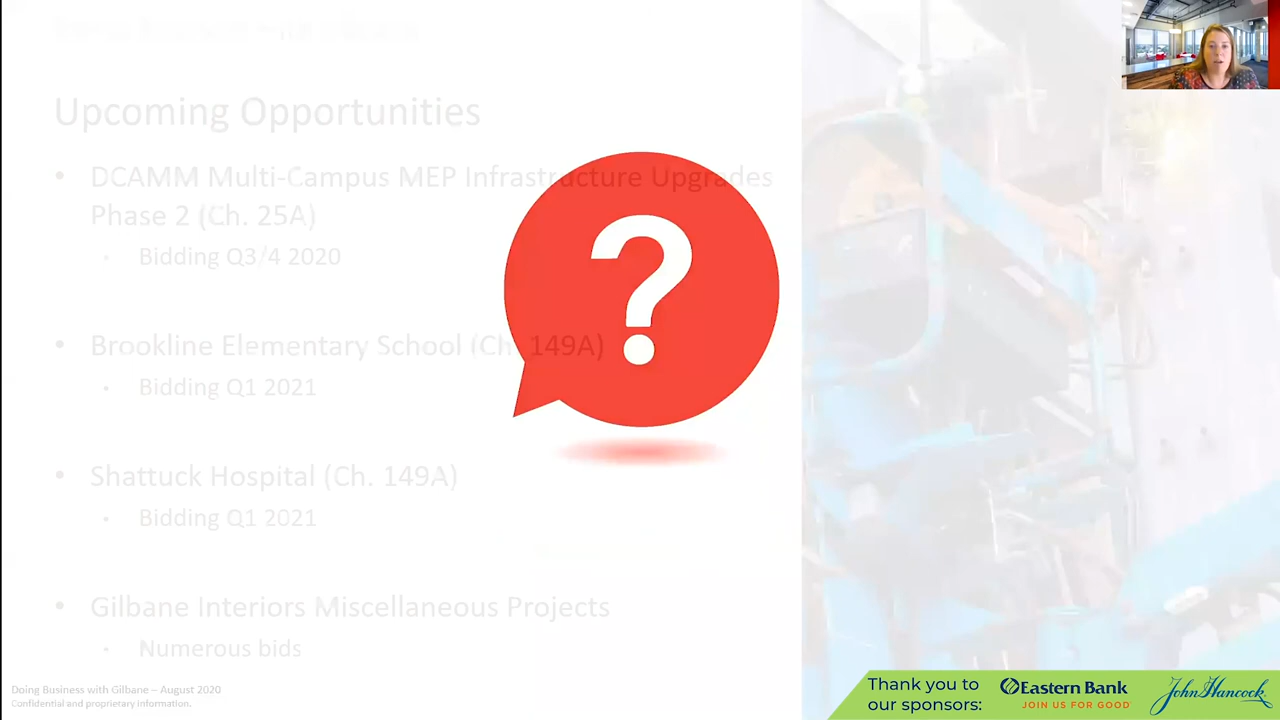 Upcoming Opportunities
• DCAMM Multi-Campus MEP Infrastructure Upgrades
Phase 2 (Ch. 25A)
• Bidding Q3/4 2020
• Brookline Elementary School (Ch. 149A)
• Bidding Q1 2021
• Shattuck Hospital (Ch. 149A)
• Bidding Q1 2021
• Gilbane Interiors Miscellaneous Projects
• Numerous bids
?
Doing Business with Gilbane – August 2020
Confidential and proprietary information.
Thank you to
our sponsors:
Eastern Bank
JOIN US FOR GOOD
John Hancock